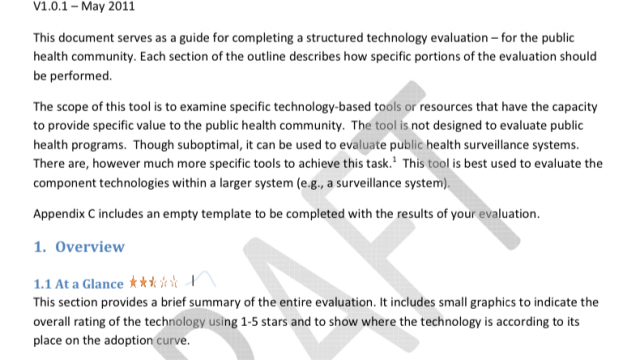 V1.0.1 – May 2011
This document serves as a guide for completing a structured technology evaluation – for the public
health community. Each section of the outline describes how specific portions of the evaluation should
be performed.
The scope of this tool is to examine specific technology-based tools or resources that have the capacity
to provide specific value to the public health community.  The tool is not designed to evaluate public
health programs.  Though suboptimal, it can be used to evaluate public health surveillance systems.
There are, however much more specific tools to achieve this task.¹  This tool is best used to evaluate the
component technologies within a larger system (e.g., a surveillance system).
Appendix C includes an empty template to be completed with the results of your evaluation.
1.  Overview
1.1 At a Glance
This section provides a brief summary of the entire evaluation. It includes small graphics to indicate the
overall rating of the technology using 1-5 stars and to show where the technology is according to its
place on the adoption curve.
DRAFT